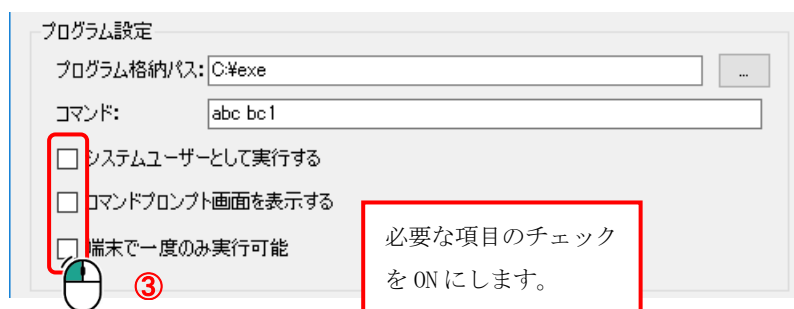 プログラム設定
プログラム格納パス: C:¥exe ...
コマンド: abc bc1
システムユーザーとして実行する
コマンドプロンプト画面を表示する
端末で一度のみ実行可能
必要な項目のチェック
を ON にします。
③